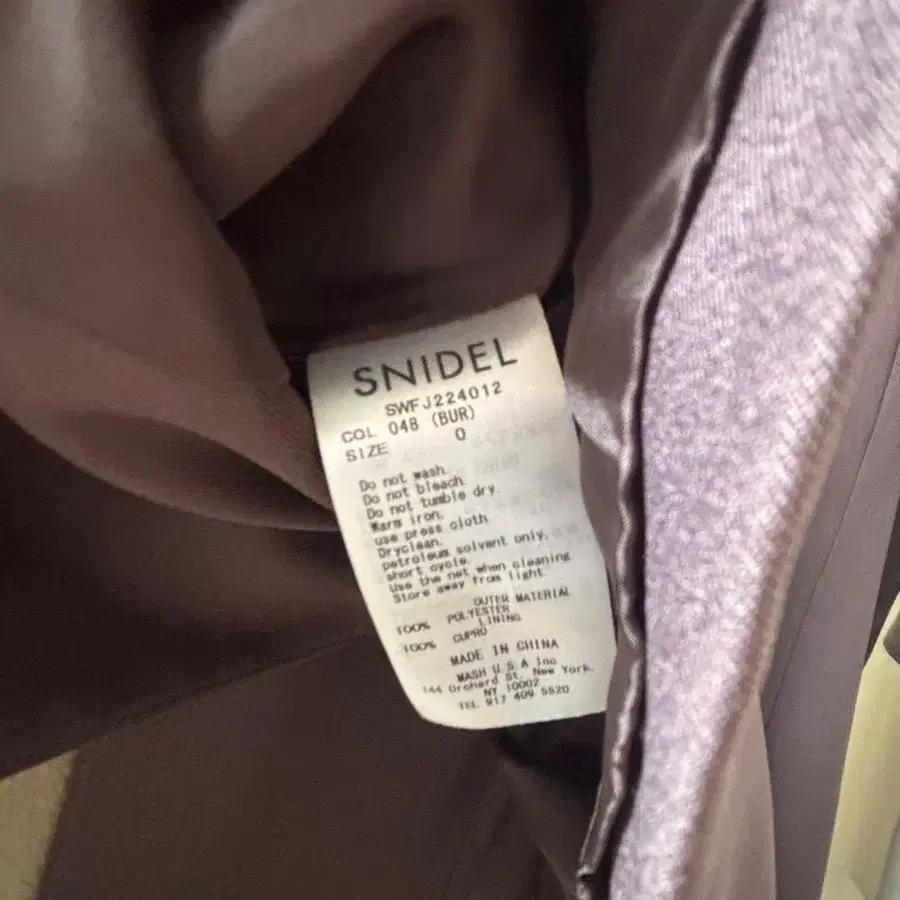 SNIDEL
SWFJ224012
COL 048 (BUR)
SIZE 0
Do not wash.
Do not bleach.
Do not tumble dry.
Warm iron.
use press cloth
Dryclean.
petroleum solvent only.
short cycle.
Use the net when cleaning
Store away from light
OUTER MATERIAL
100% POLYESTER
LINING
100% CUPRO
MADE IN CHINA
MASH U S A Inc
144 Orchard St. New York.
NY 10002
TEL 917 409 5520